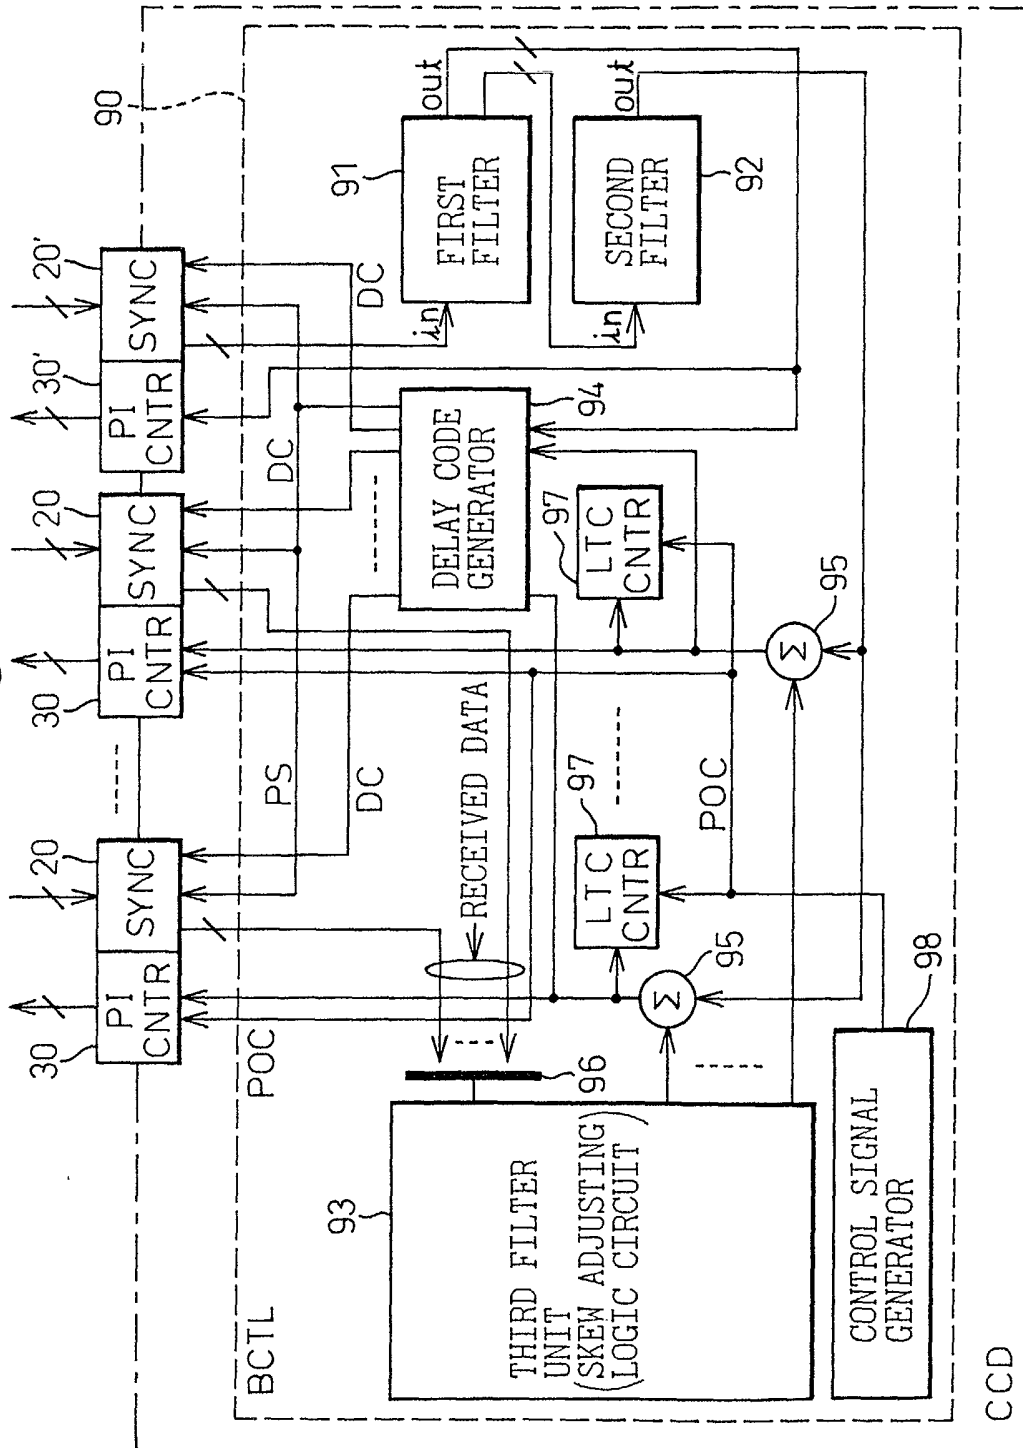 30
20
30
20
30'
20'
90
PI
CNTR
SYNC
PI
CNTR
SYNC
PI
CNTR
SYNC
BCTL
POC
PS
DC
DC
DC
93
THIRD FILTER
UNIT
(SKEW ADJUSTING)
(LOGIC CIRCUIT)
96
RECEIVED DATA
DELAY CODE
GENERATOR
94
91
in
FIRST
FILTER
out
97
LTC
CNTR
97
LTC
CNTR
in
SECOND
FILTER
out
92
Σ
95
POC
Σ
95
CONTROL SIGNAL
GENERATOR
98
CCD